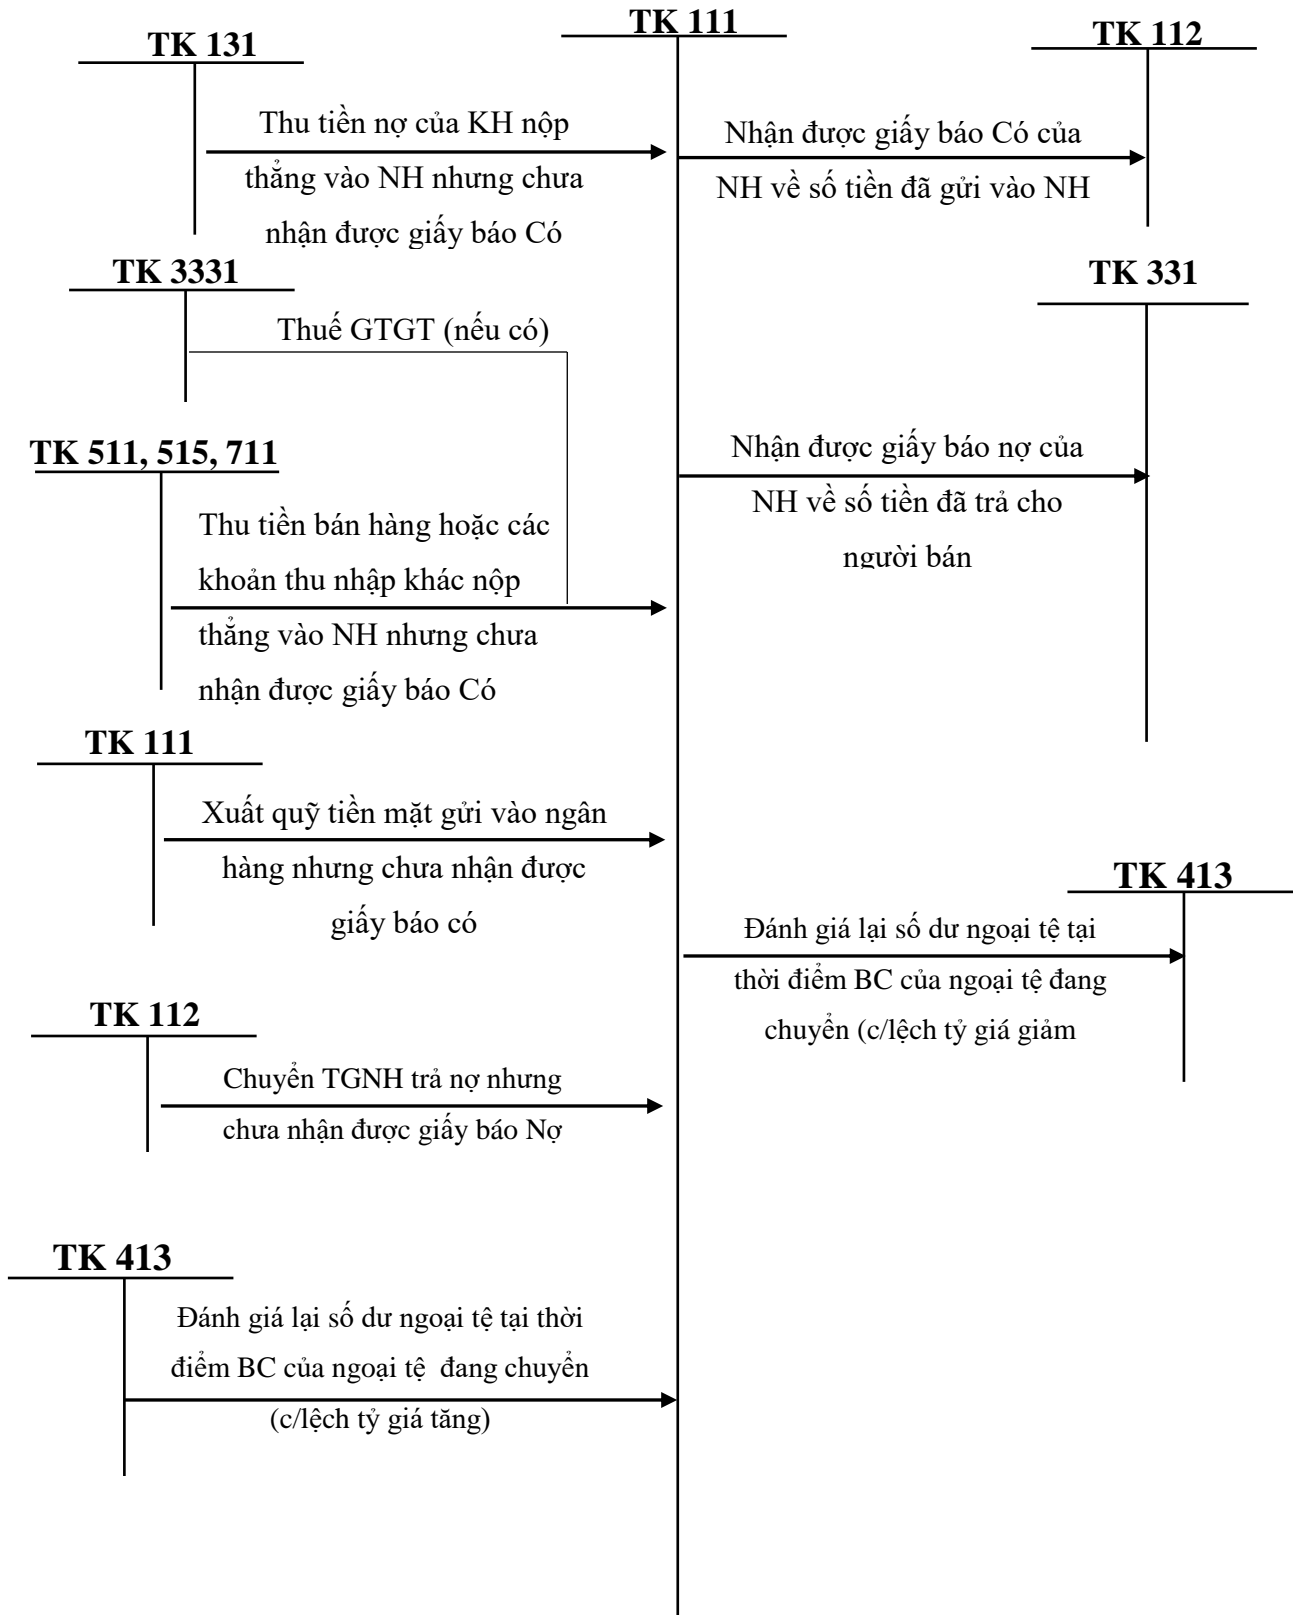 TK 111
TK 131
TK 112
Thu tiền nợ của KH nộp
thẳng vào NH nhưng chưa
nhận được giấy báo Có
Nhận được giấy báo Có của
NH về số tiền đã gửi vào NH
TK 3331
TK 331
Thuế GTGT (nếu có)
TK 511, 515, 711
Nhận được giấy báo nợ của
NH về số tiền đã trả cho
người bán
Thu tiền bán hàng hoặc các
khoản thu nhập khác nộp
thẳng vào NH nhưng chưa
nhận được giấy báo Có
TK 111
Xuất quỹ tiền mặt gửi vào ngân
hàng nhưng chưa nhận được
giấy báo có
TK 413
Đánh giá lại số dư ngoại tệ tại
thời điểm BC của ngoại tệ đang
chuyển (c/lệch tỷ giá giảm
TK 112
Chuyển TGNH trả nợ nhưng
chưa nhận được giấy báo Nợ
TK 413
Đánh giá lại số dư ngoại tệ tại thời
điểm BC của ngoại tệ đang chuyển
(c/lệch tỷ giá tăng)